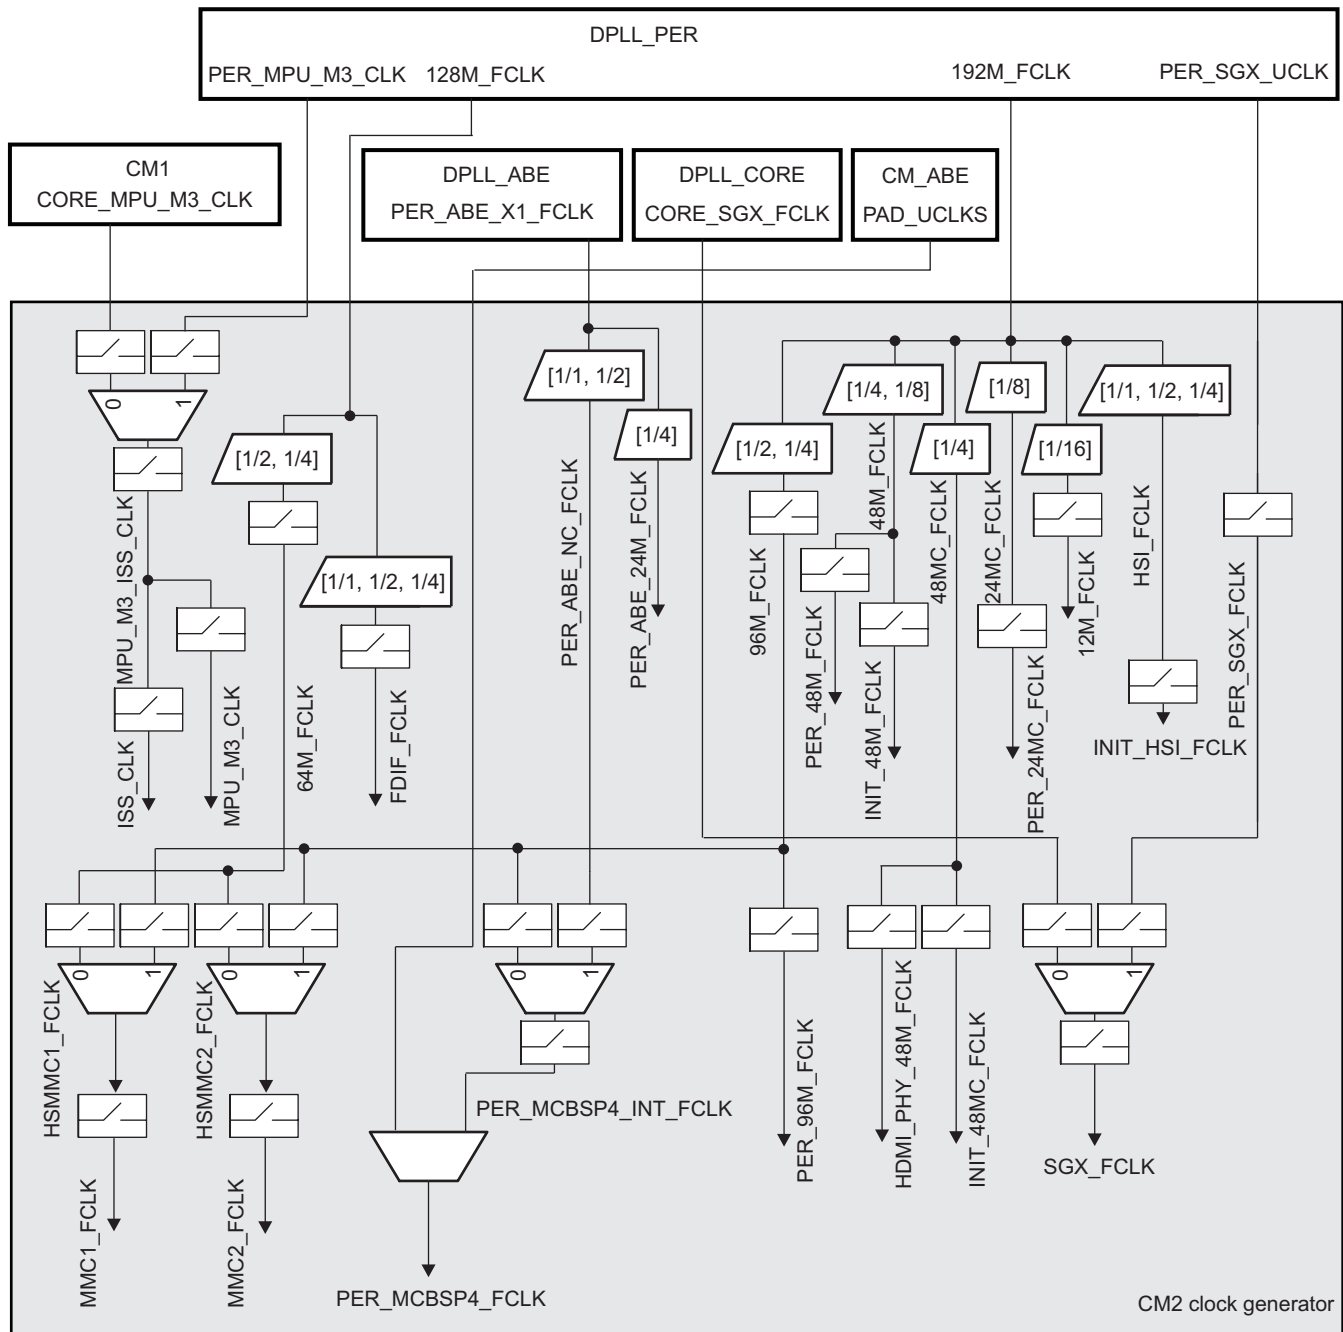 DPLL_PER
PER_MPU_M3_CLK 128M_FCLK 192M_FCLK PER_SGX_UCLK
CM1
CORE_MPU_M3_CLK
DPLL_ABE
PER_ABE_X1_FCLK
DPLL_CORE
CORE_SGX_FCLK
CM_ABE
PAD_UCLKS
0 1
[1/2, 1/4]
[1/1, 1/2, 1/4]
[1/1, 1/2]
[1/4]
[1/2, 1/4]
[1/4, 1/8]
[1/4]
[1/8]
[1/16]
[1/1, 1/2, 1/4]
MPU_M3_ISS_CLK
ISS_CLK
MPU_M3_CLK
64M_FCLK
FDIF_FCLK
PER_ABE_NC_FCLK
PER_ABE_24M_FCLK
96M_FCLK
48M_FCLK
PER_48M_FCLK
INIT_48M_FCLK
48MC_FCLK
24MC_FCLK
PER_24MC_FCLK
12M_FCLK
HSI_FCLK
INIT_HSI_FCLK
PER_SGX_FCLK
0 1
0 1
0 1
0 1
HSMMC1_FCLK
HSMMC2_FCLK
MMC1_FCLK
MMC2_FCLK
PER_MCBSP4_INT_FCLK
PER_MCBSP4_FCLK
PER_96M_FCLK
HDMI_PHY_48M_FCLK
INIT_48MC_FCLK
SGX_FCLK
CM2 clock generator